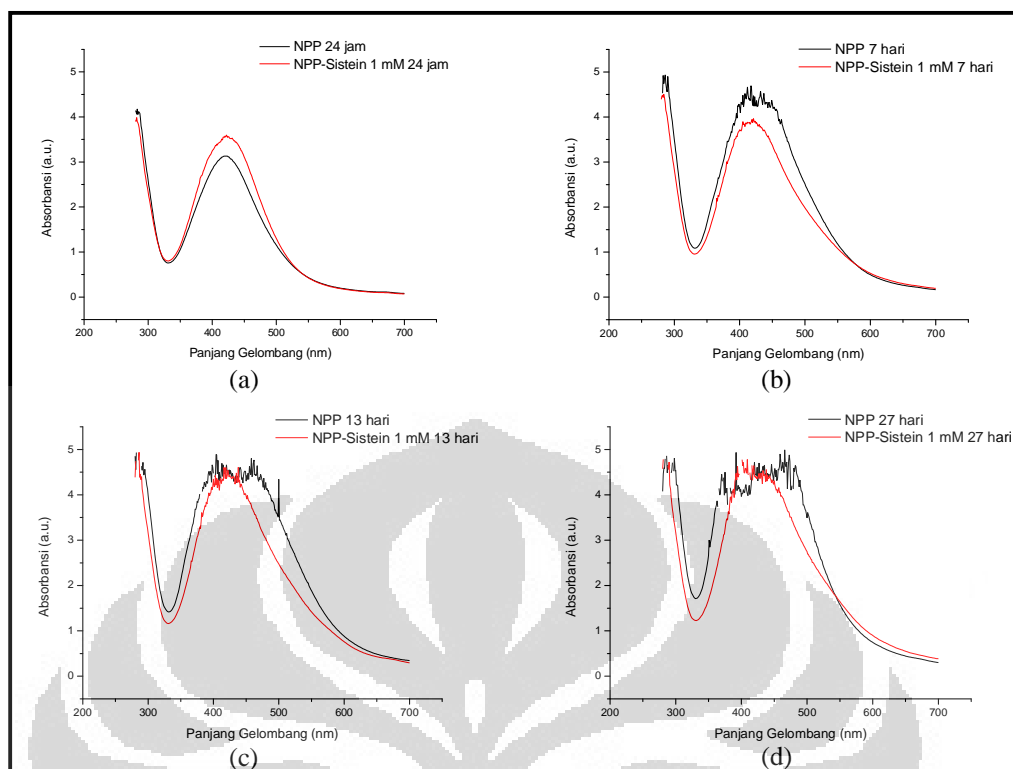 NPP 24 jam
NPP-Sistein 1 mM 24 jam
5
4
3
2
1
0
Absorbansi (a.u.)
200 300 400 500 600 700
Panjang Gelombang (nm)
(a)
NPP 7 hari
NPP-Sistein 1 mM 7 hari
5
4
3
2
1
0
Absorbansi (a.u.)
200 300 400 500 600 700
Panjang Gelombang (nm)
(b)
NPP 13 hari
NPP-Sistein 1 mM 13 hari
5
4
3
2
1
0
Absorbansi (a.u.)
200 300 400 500 600 700
Panjang Gelombang (nm)
(c)
NPP 27 hari
NPP-Sistein 1 mM 27 hari
5
4
3
2
1
0
Absorbansi (a.u.)
200 300 400 500 600 700
Panjang Gelombang (nm)
(d)